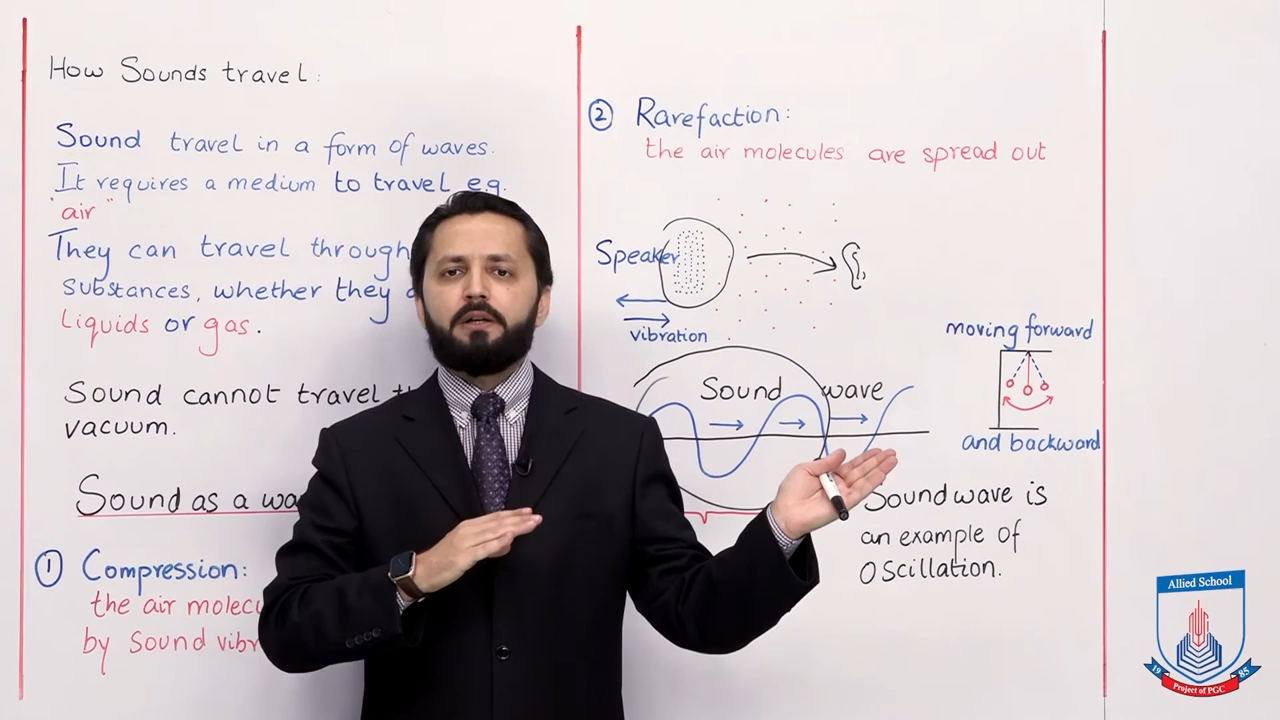 How Sounds travel:
Sound travel in a form of waves.
It requires a medium to travel e.g.
"air"
They can travel through
substances, whether they
liquids or gas.
Sound cannot travel
vacuum.
Sound as a
1 Compression:
the air
by sound
2 Rarefaction:
the air molecules are spread out
Speaker
vibration
Sound wave
moving forward
and backward
Sound wave is
an example of
oscillation.
Allied School
19 85
Project of PGC